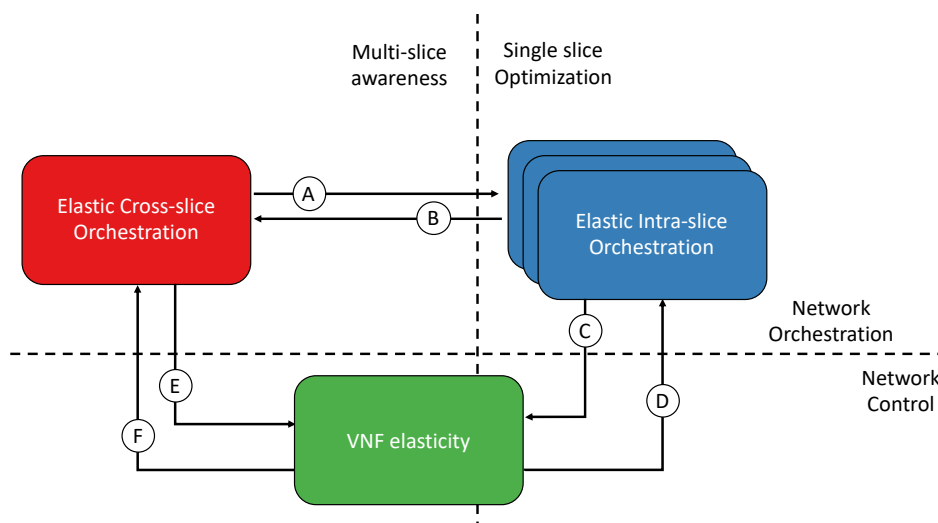 Multi-slice
awareness
Single slice
Optimization
Elastic Cross-slice
Orchestration
A
B
Elastic Intra-slice
Orchestration
C
Network
Orchestration
E
D
Network
Control
F
VNF elasticity